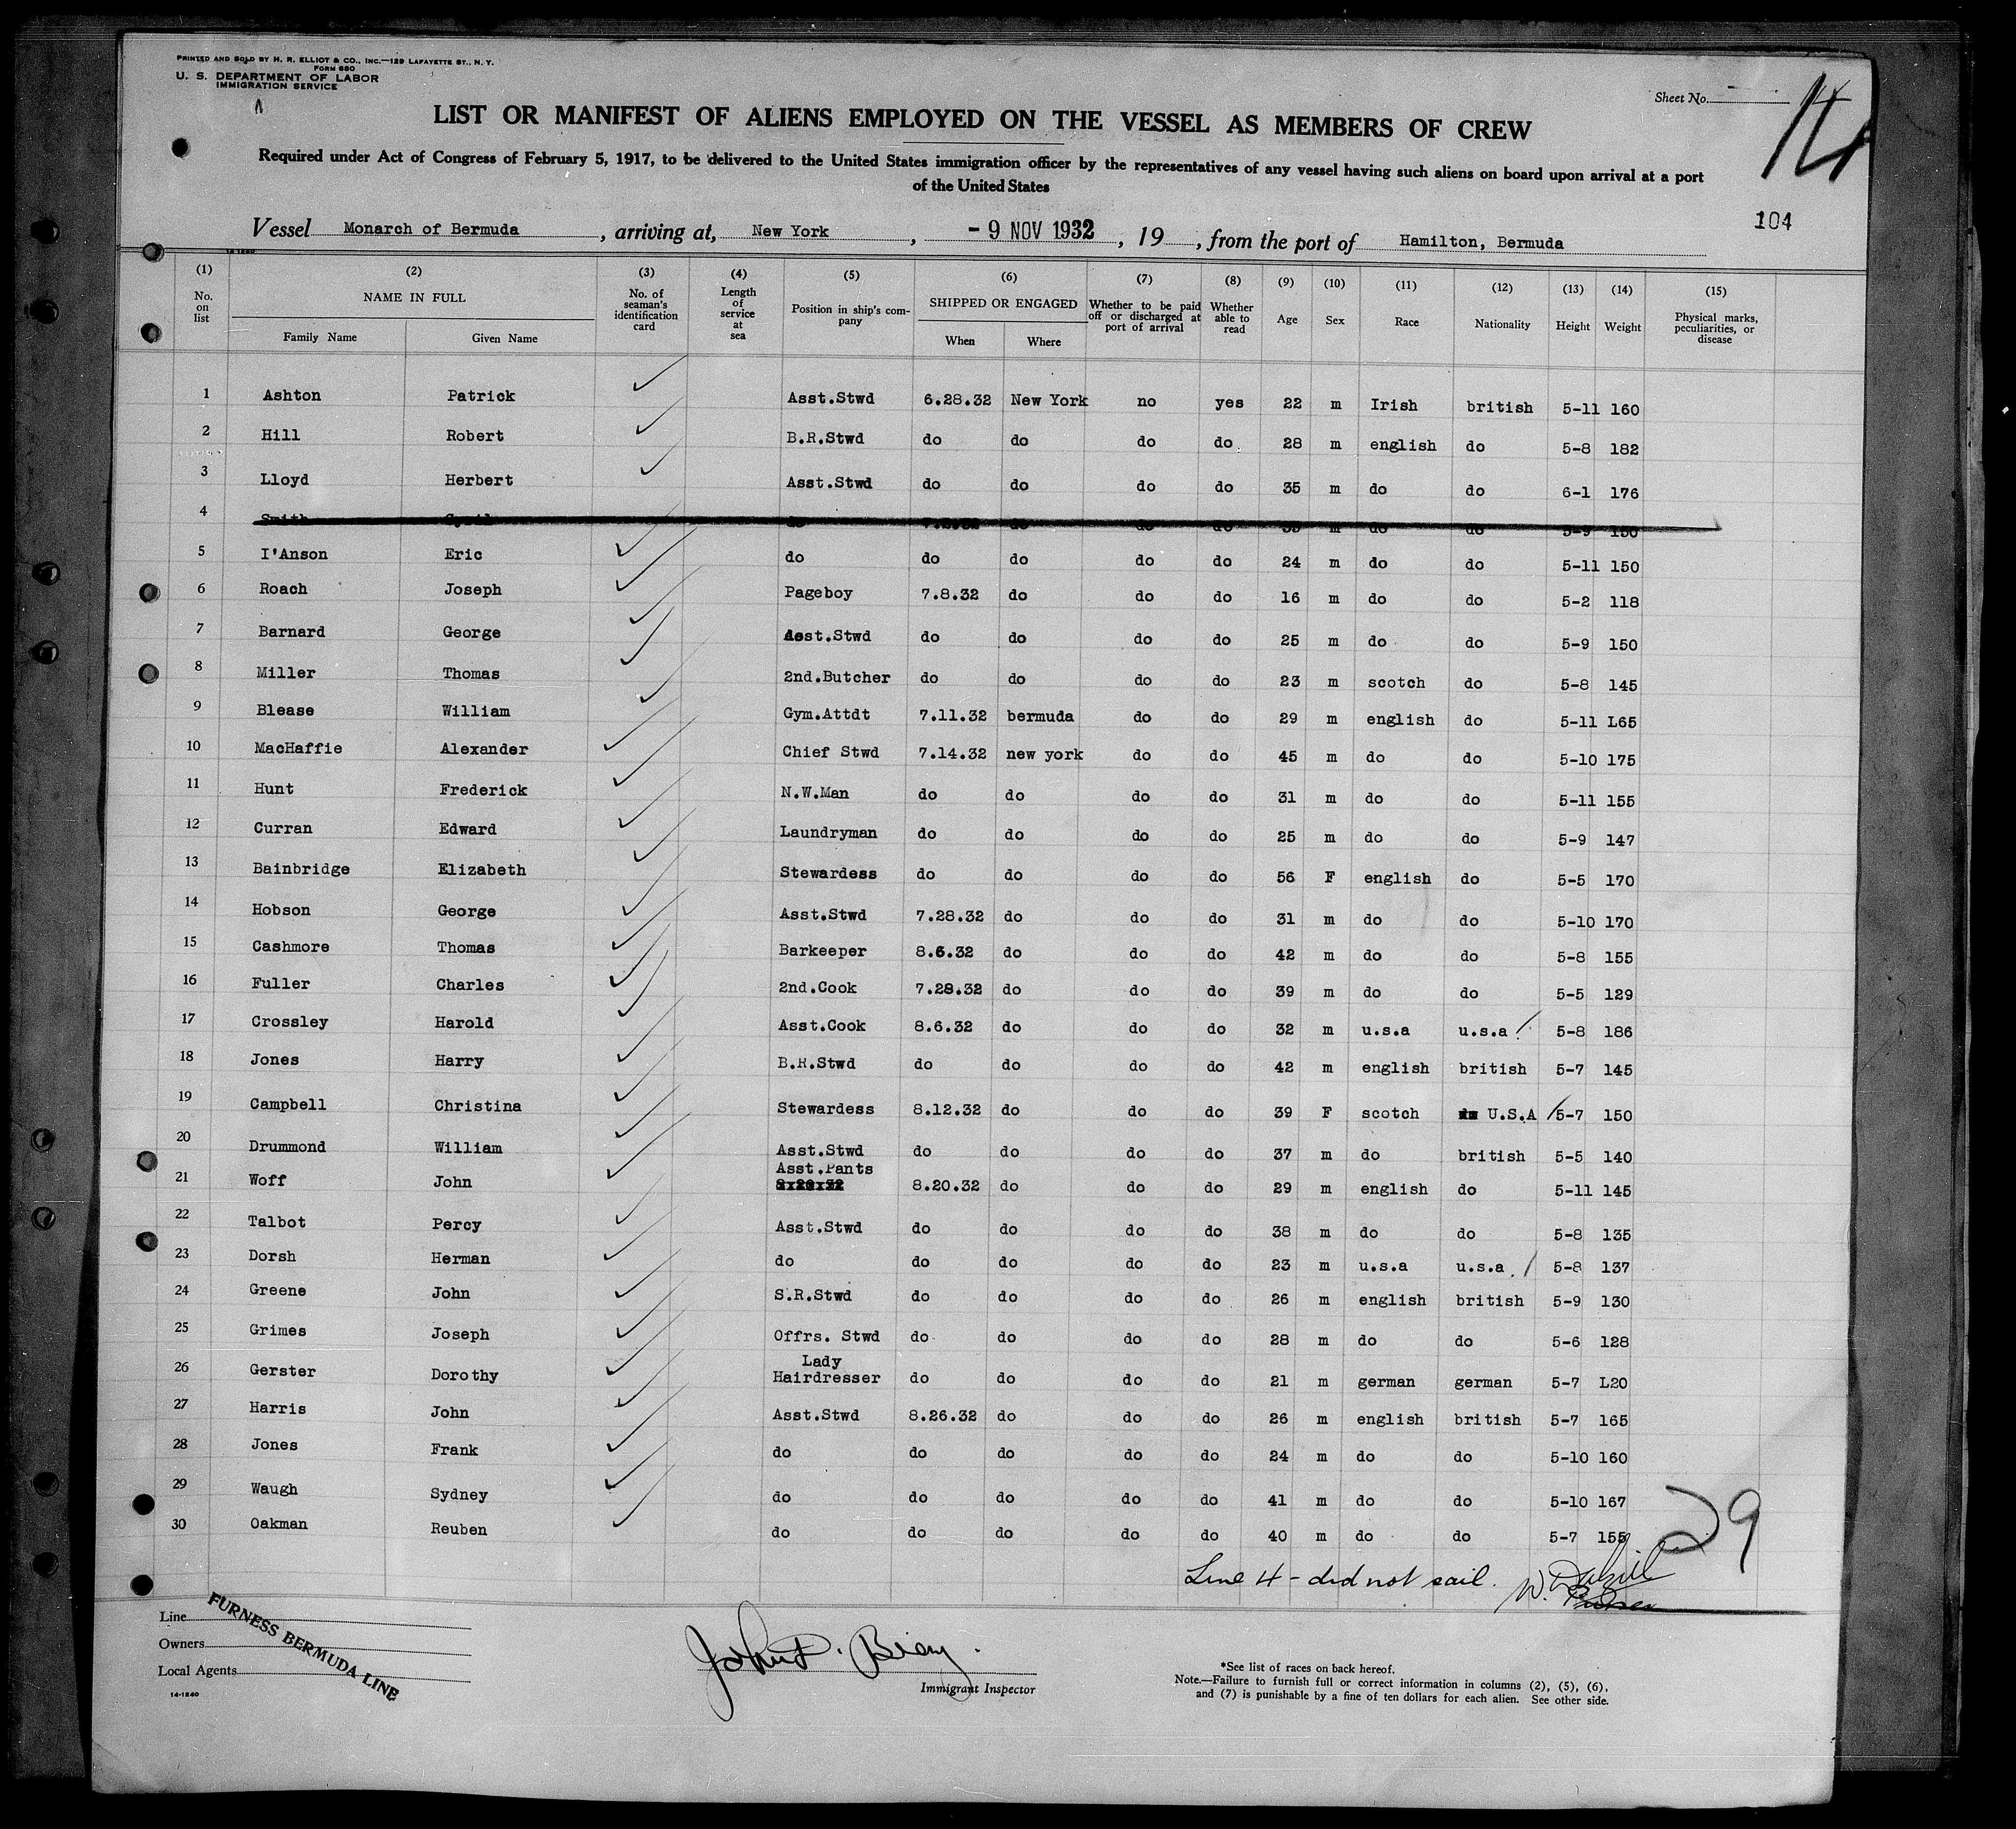 PRINTED AND SOLD BY H. R. ELLIOT & CO., INC.—129 LAFAYETTE ST., N. Y.
FORM 680
U. S. DEPARTMENT OF LABOR
IMMIGRATION SERVICE
Sheet No.
14
LIST OR MANIFEST OF ALIENS EMPLOYED ON THE VESSEL AS MEMBERS OF CREW
Required under Act of Congress of February 5, 1917, to be delivered to the United States immigration officer by the representatives of any vessel having such aliens on board upon arrival at a port
of the United States
104
Vessel Monarch of Bermuda, arriving at, New York, - 9 NOV 1932, 19, from the port of Hamilton, Bermuda
14-1240
(1) No. on list (2) NAME IN FULL Family Name Given Name (3) No. of seaman's identification card (4) Length of service at sea (5) Position in ship's company (6) SHIPPED OR ENGAGED When Where (7) Whether to be paid off or discharged at port of arrival (8) Whether able to read (9) Age (10) Sex (11) Race (12) Nationality (13) Height (14) Weight (15) Physical marks, peculiarities, or disease
1 Ashton Patrick Asst.Stwd 6.28.32 New York no yes 22 m Irish british 5-11 160
2 Hill Robert B.R.Stwd do do do do 28 m english do 5-8 182
3 Lloyd Herbert Asst.Stwd do do do do 35 m do do 6-1 176
4 Smith Cyril do 7.2.32 do do do 35 m do do 5-9 150
5 I'Anson Eric do do do do do 24 m do do 5-11 150
6 Roach Joseph Pageboy 7.8.32 do do do 16 m do do 5-2 118
7 Barnard George Asst.Stwd do do do do 25 m do do 5-9 150
8 Miller Thomas 2nd.Butcher do do do do 23 m scotch do 5-8 145
9 Blease William Gym.Attdt 7.11.32 bermuda do do 29 m english do 5-11 L65
10 MacHaffie Alexander Chief Stwd 7.14.32 new york do do 45 m do do 5-10 175
11 Hunt Frederick N.W.Man do do do do 31 m do do 5-11 155
12 Curran Edward Laundryman do do do do 25 m do do 5-9 147
13 Bainbridge Elizabeth Stewardess do do do do 56 F english do 5-5 170
14 Hobson George Asst.Stwd 7.28.32 do do do 31 m do do 5-10 170
15 Cashmore Thomas Barkeeper 8.6.32 do do do 42 m do do 5-8 155
16 Fuller Charles 2nd.Cook 7.28.32 do do do 39 m do do 5-5 129
17 Crossley Harold Asst.Cook 8.6.32 do do do 32 m u.s.a u.s.a 5-8 186
18 Jones Harry B.R.Stwd do do do do 42 m english british 5-7 145
19 Campbell Christina Stewardess 8.12.32 do do do 39 F scotch U.S.A 5-7 150
20 Drummond William Asst.Stwd do do do do 37 m do british 5-5 140
21 Woff John Asst.Pants 8.20.32 do do do 29 m english do 5-11 145
22 Talbot Percy Asst.Stwd do do do do 38 m do do 5-8 135
23 Dorsh Herman do do do do do 23 m u.s.a u.s.a. 5-8 137
24 Greene John S.R.Stwd do do do do 26 m english british 5-9 130
25 Grimes Joseph Offrs. Stwd do do do do 28 m do do 5-6 128
26 Gerster Dorothy Lady Hairdresser do do do do 21 m german german 5-7 L20
27 Harris John Asst.Stwd 8.26.32 do do do 26 m english british 5-7 165
28 Jones Frank do do do do do 24 m do do 5-10 160
29 Waugh Sydney do do do do do 41 m do do 5-10 167
30 Oakman Reuben do do do do do 40 m do do 5-7 155
29
Line 4 - did not sail.
Line
Owners
Local Agents
FURNESS BERMUDA LINE
14-1240
Immigrant Inspector
*See list of races on back hereof.
Note.—Failure to furnish full or correct information in columns (2), (5), (6),
and (7) is punishable by a fine of ten dollars for each alien. See other side.